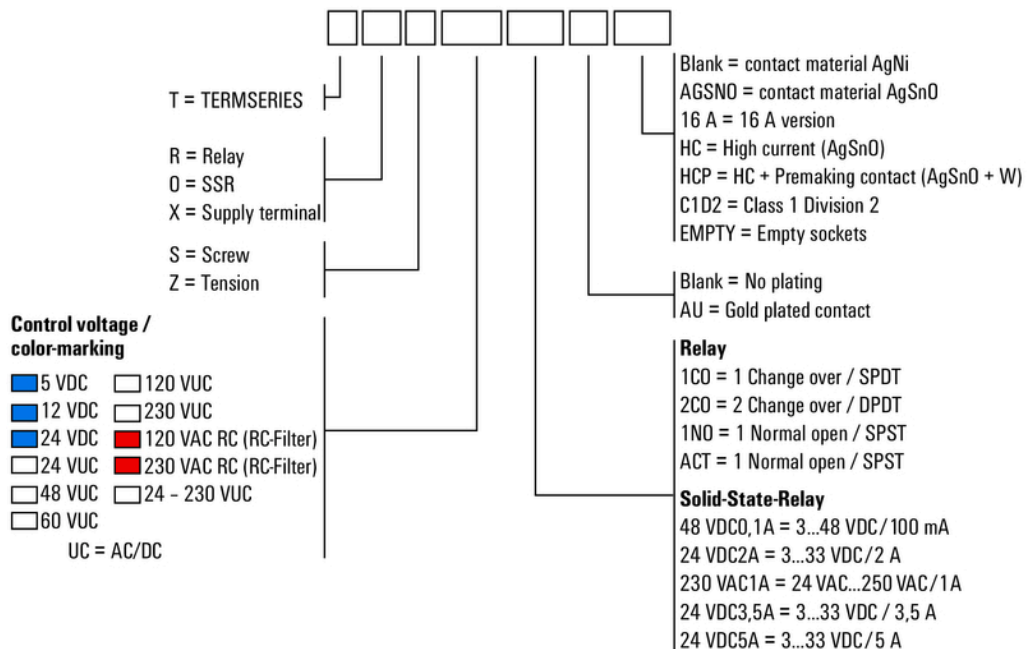 T = TERMSERIES
R = Relay
O = SSR
X = Supply terminal
S = Screw
Z = Tension
Control voltage /
color-marking
5 VDC
12 VDC
24 VDC
24 VUC
48 VUC
60 VUC
120 VUC
230 VUC
120 VAC RC (RC-Filter)
230 VAC RC (RC-Filter)
24 – 230 VUC
UC = AC/DC
Blank = contact material AgNi
AGSNO = contact material AgSnO
16 A = 16 A version
HC = High current (AgSnO)
HCP = HC + Premaking contact (AgSnO + W)
C1D2 = Class 1 Division 2
EMPTY = Empty sockets
Blank = No plating
AU = Gold plated contact
Relay
1CO = 1 Change over / SPDT
2CO = 2 Change over / DPDT
1NO = 1 Normal open / SPST
ACT = 1 Normal open / SPST
Solid-State-Relay
48 VDC0,1A = 3...48 VDC/100 mA
24 VDC2A = 3...33 VDC/2 A
230 VAC1A = 24 VAC...250 VAC/1A
24 VDC3,5A = 3...33 VDC / 3,5 A
24 VDC5A = 3...33 VDC/5 A